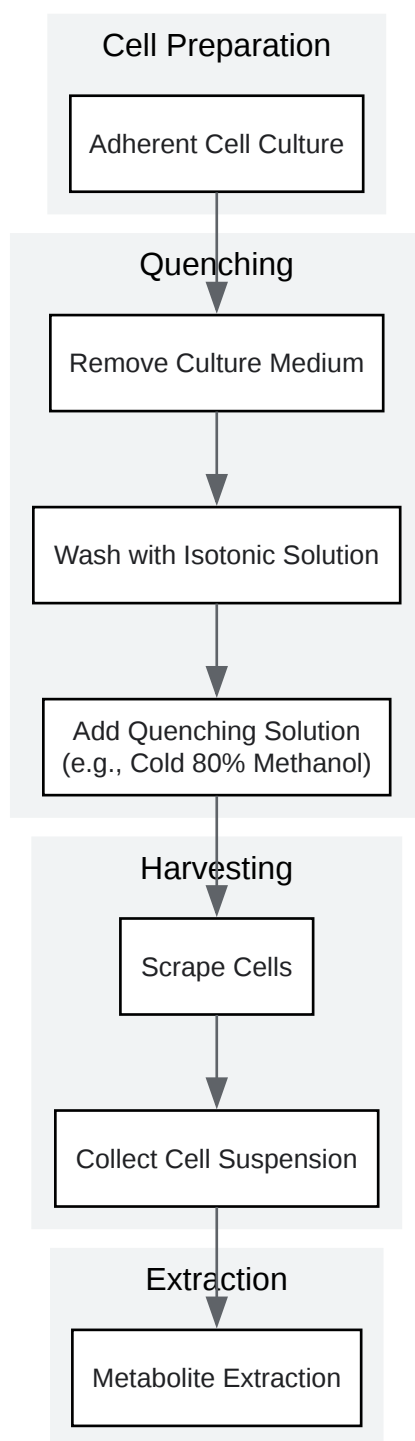 Cell Preparation
Adherent Cell Culture
Quenching
Remove Culture Medium
Wash with Isotonic Solution
Add Quenching Solution
(e.g., Cold 80% Methanol)
Harvesting
Scrape Cells
Collect Cell Suspension
Extraction
Metabolite Extraction